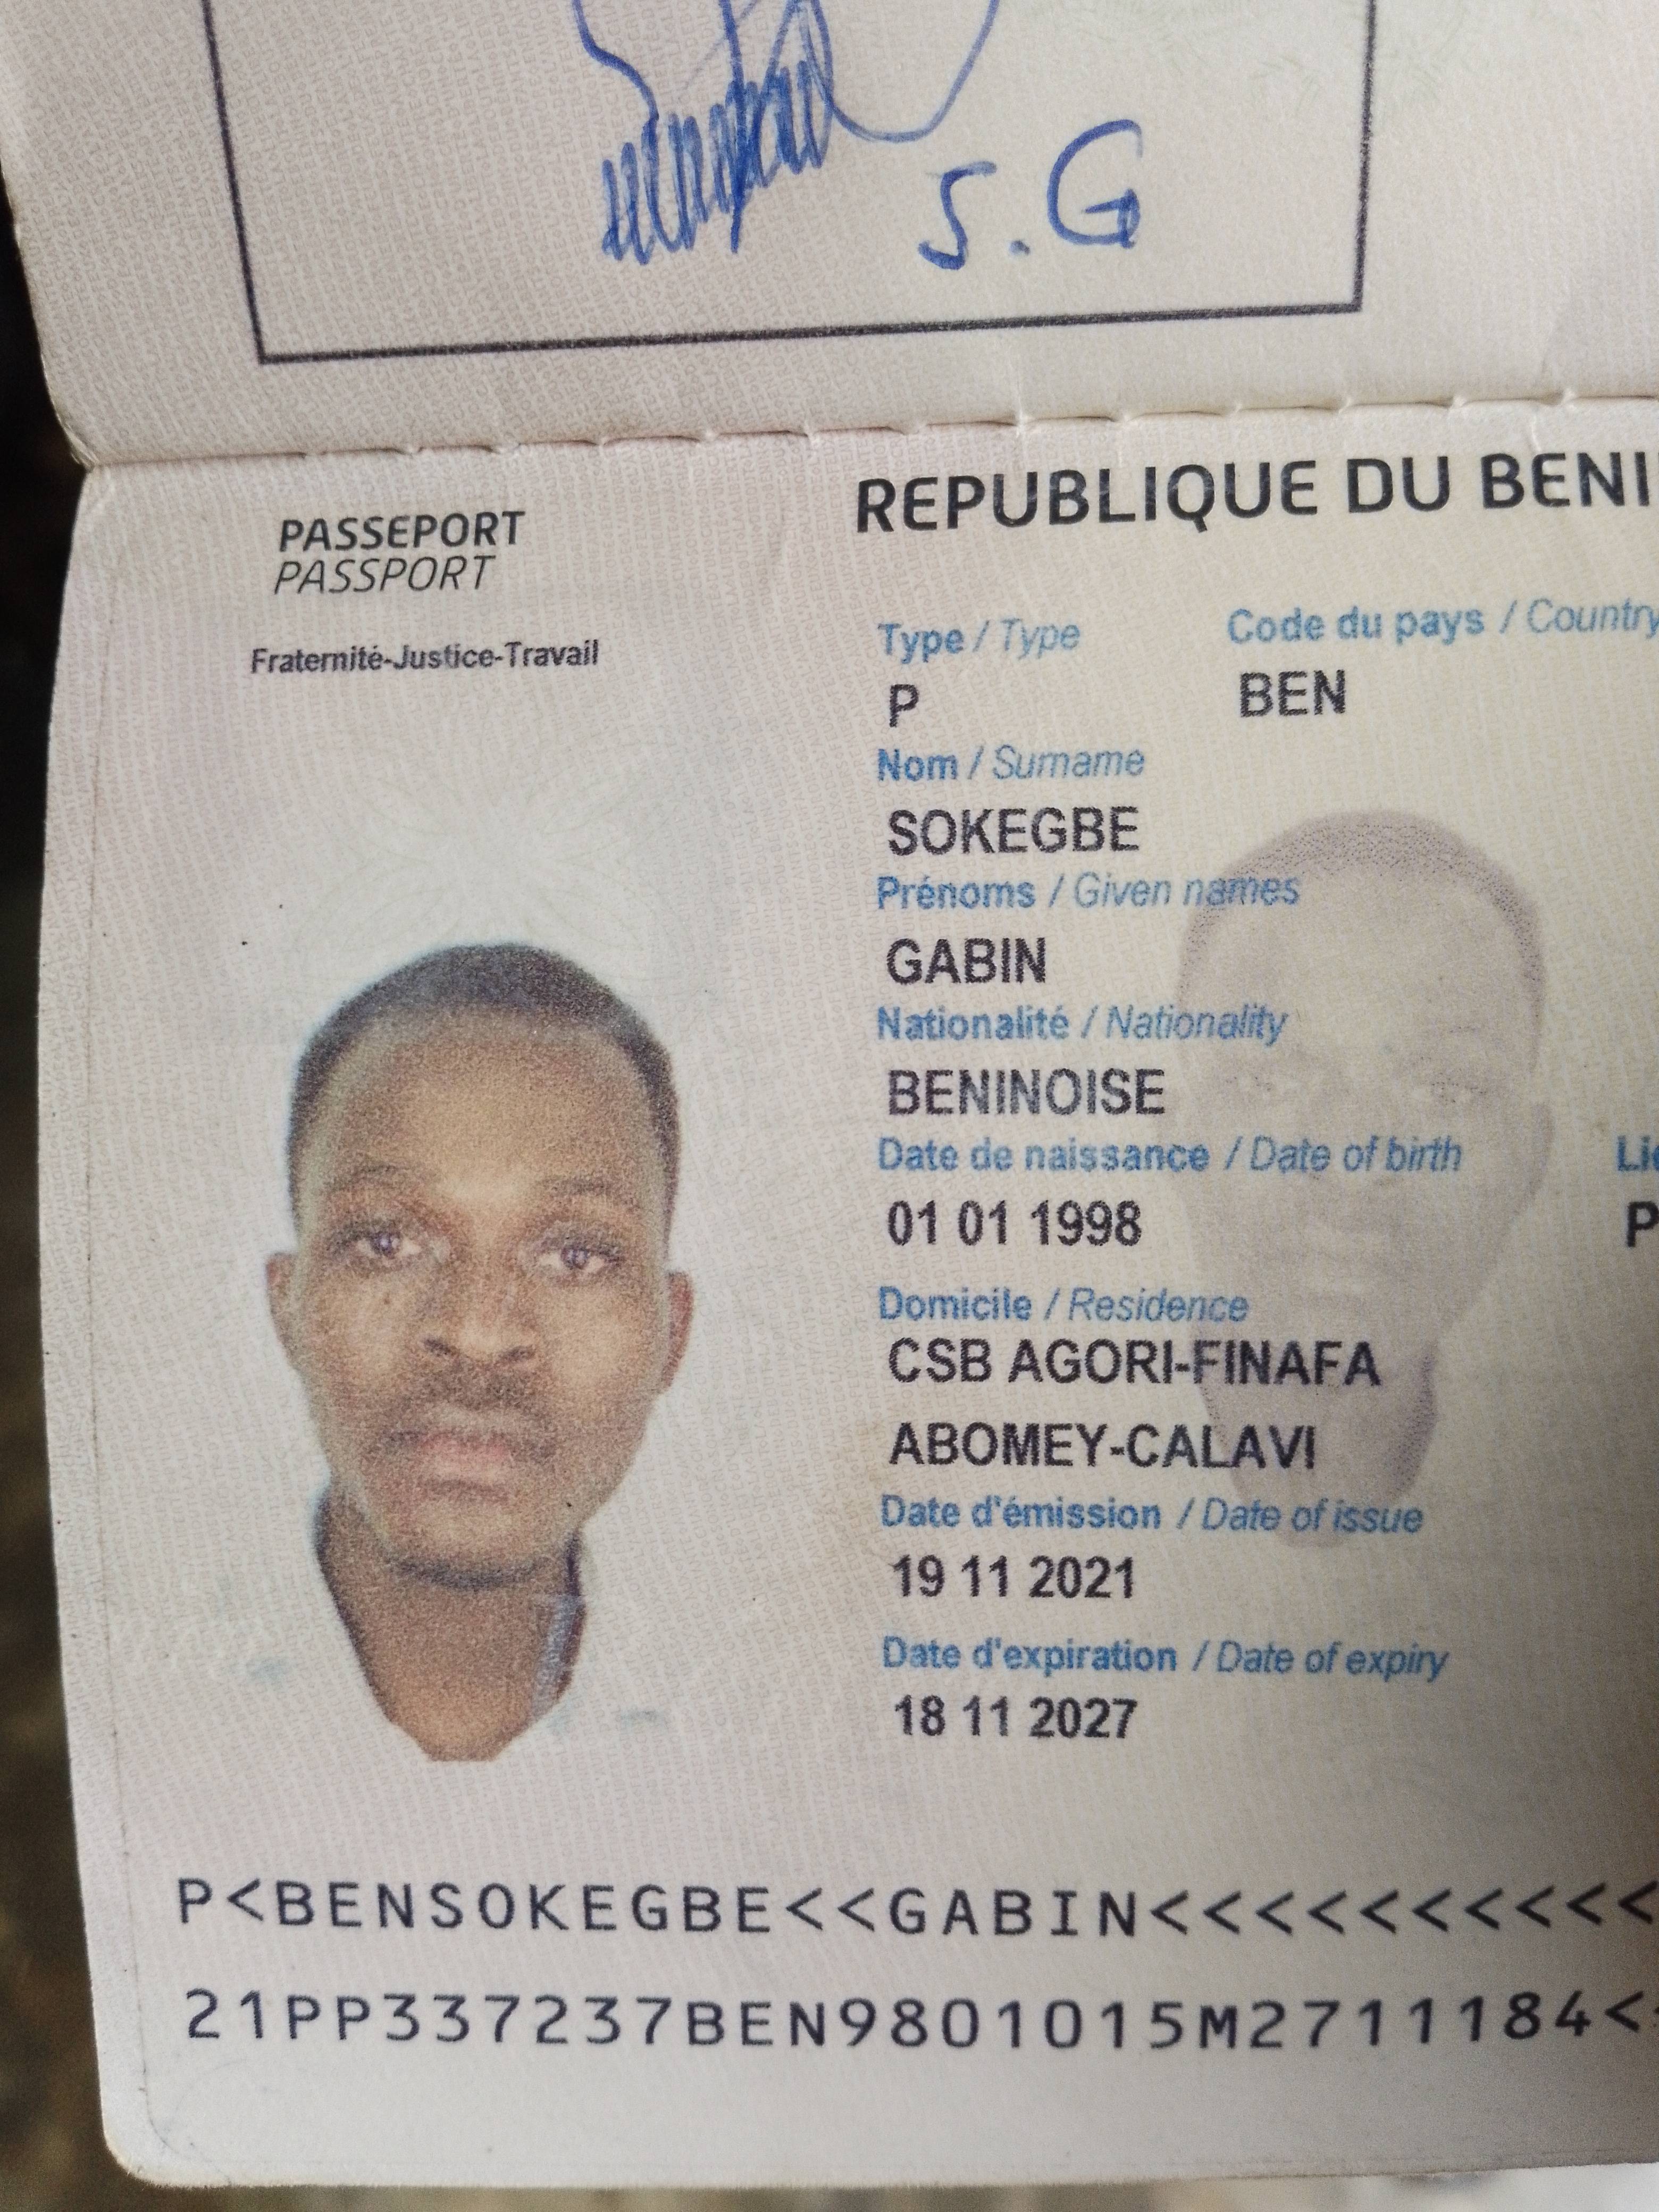 S.G
PASSEPORT
PASSPORT
Fraternité-Justice-Travail
REPUBLIQUE DU BENI
Type / Type
P
Code du pays / Country
BEN
Nom / Surname
SOKEGBE
Prénoms / Given names
GABIN
Nationalité / Nationality
BENINOISE
Date de naissance / Date of birth
01 01 1998
Domicile / Residence
CSB AGORI-FINAFA
ABOMEY-CALAVI
Date d'émission / Date of issue
19 11 2021
Date d'expiration / Date of expiry
18 11 2027
P<BENSOKEGBE<<GABIN<<<<<<<<<<
21PP337237BEN9801015M2711184<